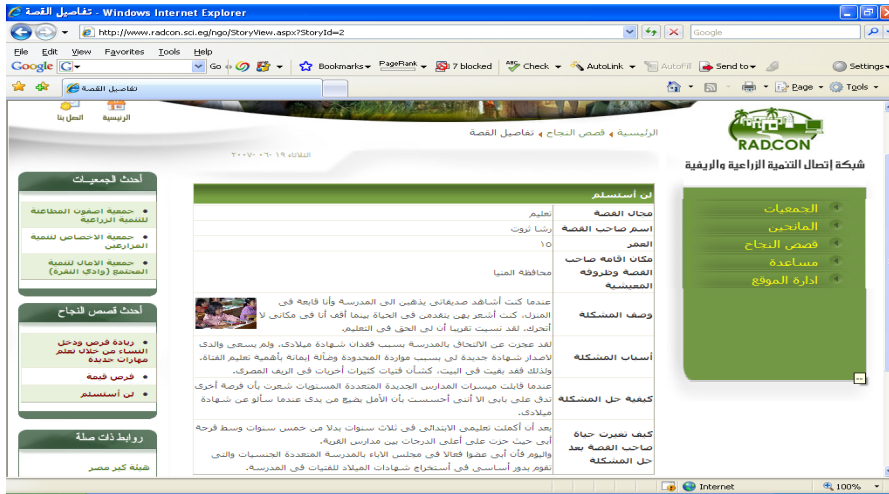 تفاصيل القصة - Windows Internet Explorer
http://www.radcon.sci.eg/ngo/StoryView.aspx?StoryId=2
Google
File Edit View Favorites Tools Help
Google G Go Bookmarks PageRank 7 blocked Check AutoLink AutoFill Send to Settings
تفاصيل القصة
Page Tools
الرئيسية اتصل بنا
الرئيسية قصص النجاح تفاصيل القصة
الثلاثاء ١٩ -٠٦ -٢٠٠٧
RADCON
شبكة إتصال التنمية الزراعية والريفية
الجمعيات
المانحين
قصص النجاح
مساعدة
ادارة الموقع
لن أستسلم
مجال القصة تعليم
اسم صاحب القصة رشا ثروت
العمر ١٥
مكان اقامة صاحب القصة وظروفة المعيشية محافظة المنيا
وصف المشكلة
عندما كنت أشاهد صديقاتي يذهبن الى المدرسة وأنا قابعة في
المنزل، كنت أشعر بهن يتقدمن في الحياة بينما أقف أنا في مكاني لا
أتحرك، لقد نسيت تقريبا أن لي الحق في التعليم.
أسباب المشكلة
لقد عجزت عن الالتحاق بالمدرسة بسبب فقدان شهادة ميلادي، ولم يسعى والدي
لاصدار شهادة جديدة لي بسبب موارده المحدودة وضآلة إيمانه بأهمية تعليم الفتاة.
ولذلك فقد بقيت في البيت، كشأن فتيات كثيرات أخريات في الريف المصري.
كيفية حل المشكلة
عندما قابلت ميسرات المدارس الجديدة المتعددة المستويات شعرت بأن فرصة أخرى
تدق على بابي الا أنني أحسست بأن الأمل يضيع من يدي عندما سألو عن شهادة
ميلادي.
كيف تغيرت حياة صاحب القصة بعد حل المشكلة
بعد أن أكملت تعليمي الابتدائي في ثلاث سنوات بدلا من خمس سنوات وسط فرحة
أبي حيث حزت على أعلى الدرجات بين مدارس القرية.
واليوم فأن أبي عضوا فعالا في مجلس الاباء بالمدرسة المتعددة الجنسيات والتي
تقوم بدور أساسي في أستخراج شهادات الميلاد للفتيات في المدرسة.
أحدث الجمعيات
جمعية اصفون المطاعنة
للتنمية الزراعية
جمعية الاخصاص لتنمية
المزارعين
جمعية الامال لتنمية
المجتمع (وادي النقرة)
أحدث قصص النجاح
زيادة فرص ودخل
النساء من خلال تعلم
مهارات جديدة
فرص قيمة
لن أستسلم
روابط ذات صلة
هيئة كير مصر
Internet 100%